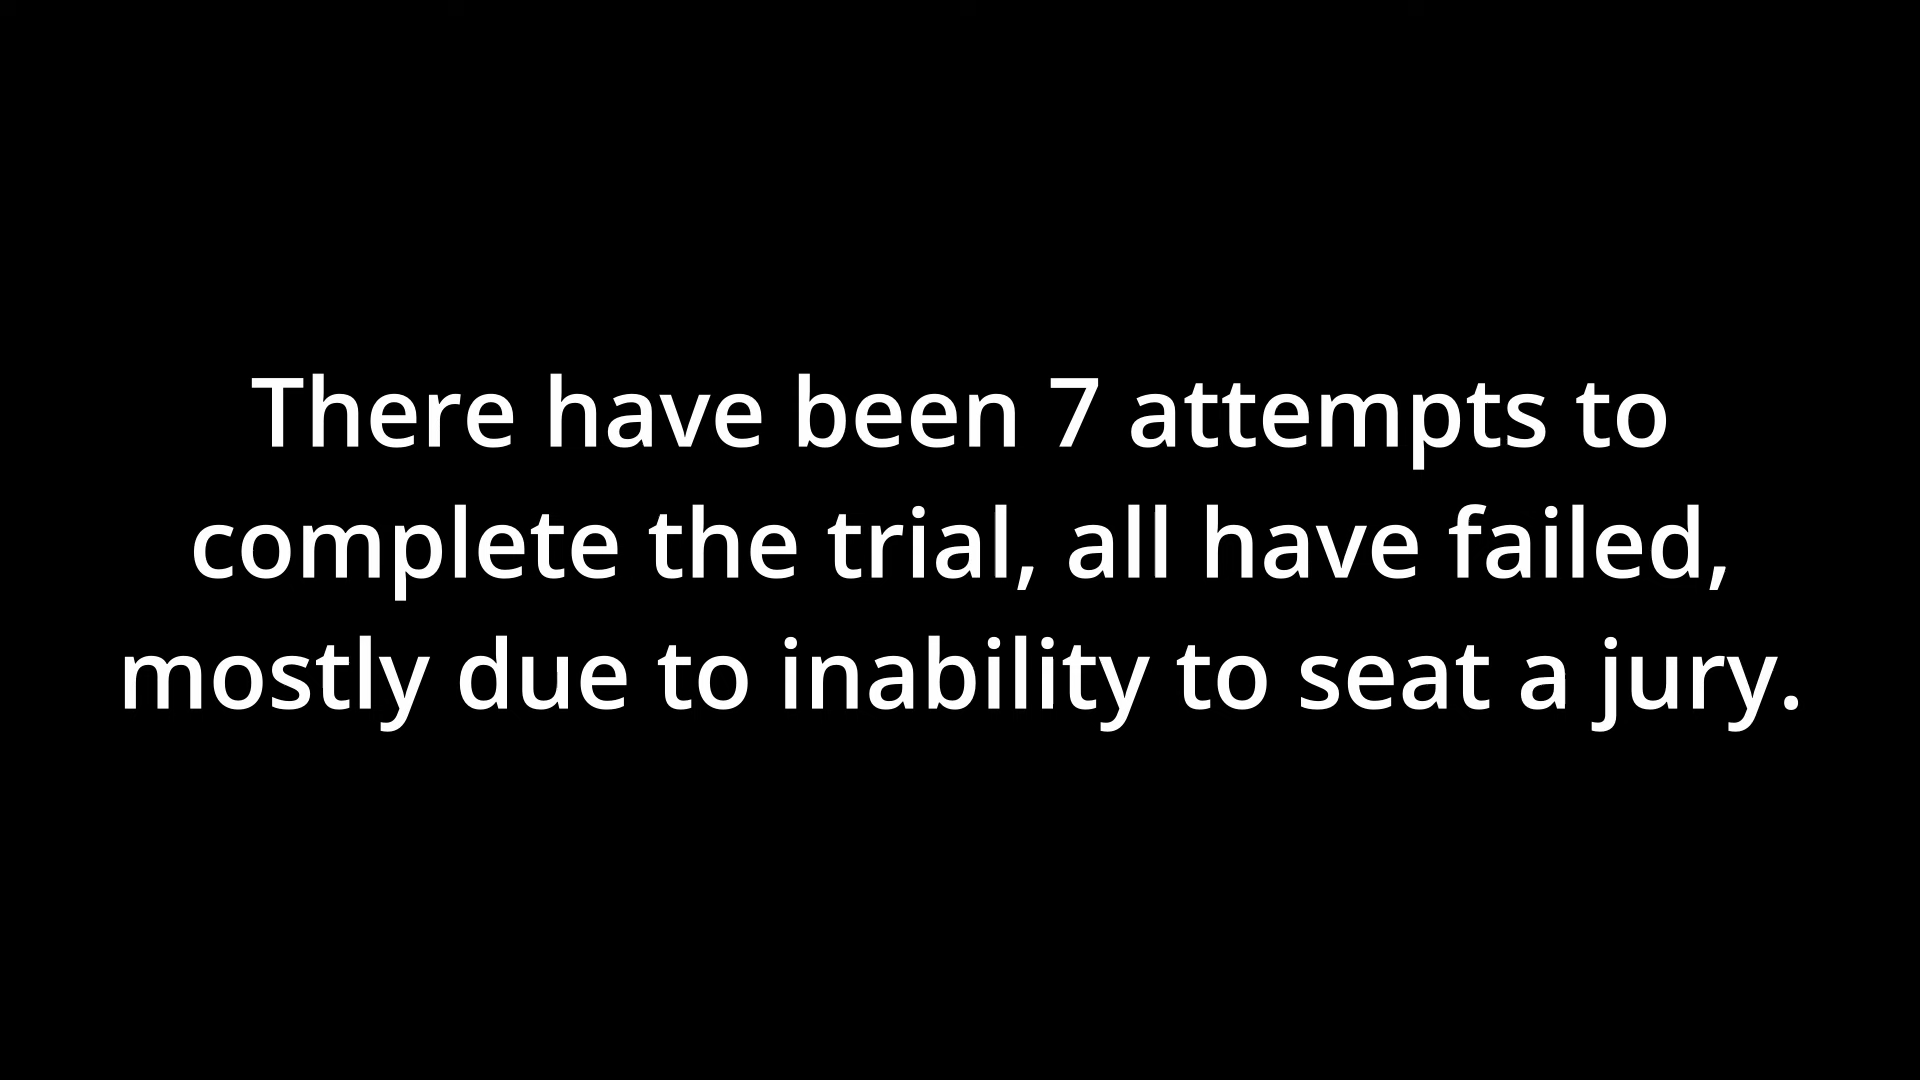 There have been 7 attempts to
complete the trial, all have failed,
mostly due to inability to seat a jury.